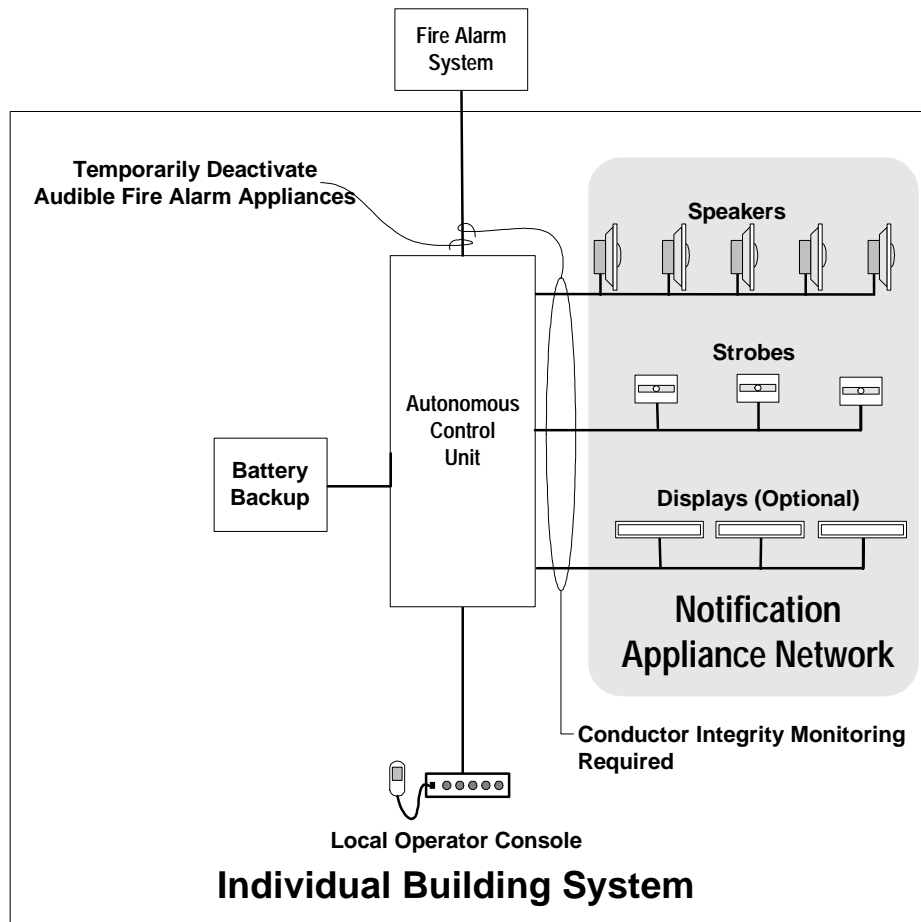 Fire Alarm
System
Temporarily Deactivate
Audible Fire Alarm Appliances
Speakers
Strobes
Autonomous
Control
Unit
Battery
Backup
Displays (Optional)
Notification
Appliance Network
Conductor Integrity Monitoring
Required
Local Operator Console
Individual Building System